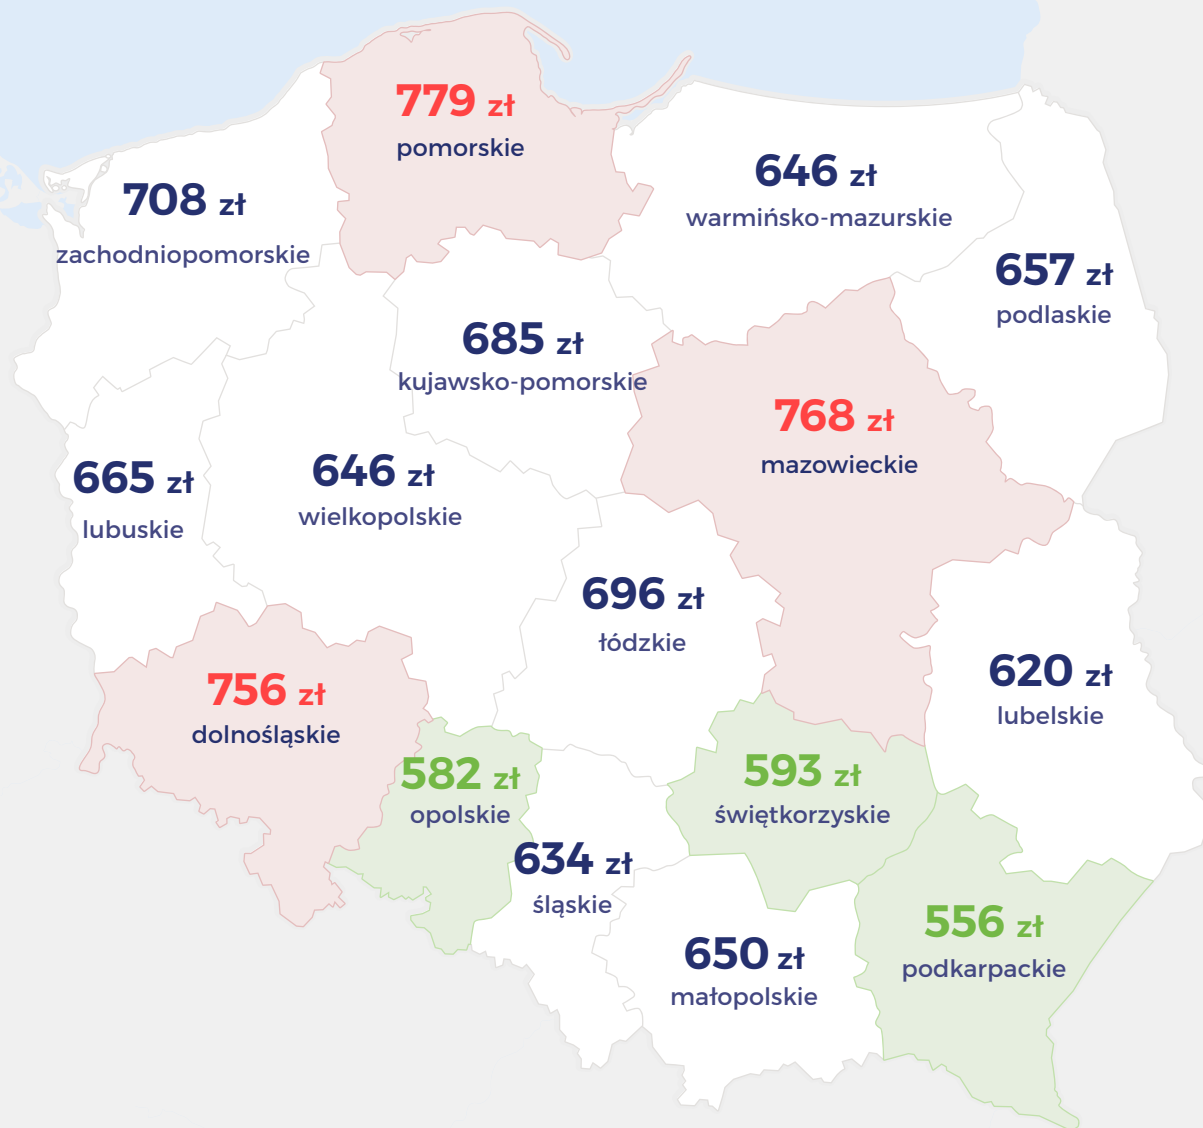 779 zł
pomorskie
646 zł
warmińsko-mazurskie
708 zł
zachodniopomorskie
657 zł
podlaskie
685 zł
kujawsko-pomorskie
768 zł
mazowieckie
665 zł
lubuskie
646 zł
wielkopolskie
696 zł
łódzkie
620 zł
lubelskie
756 zł
dolnośląskie
582 zł
opolskie
593 zł
świętkorzyskie
634 zł
śląskie
556 zł
podkarpackie
650 zł
małopolskie